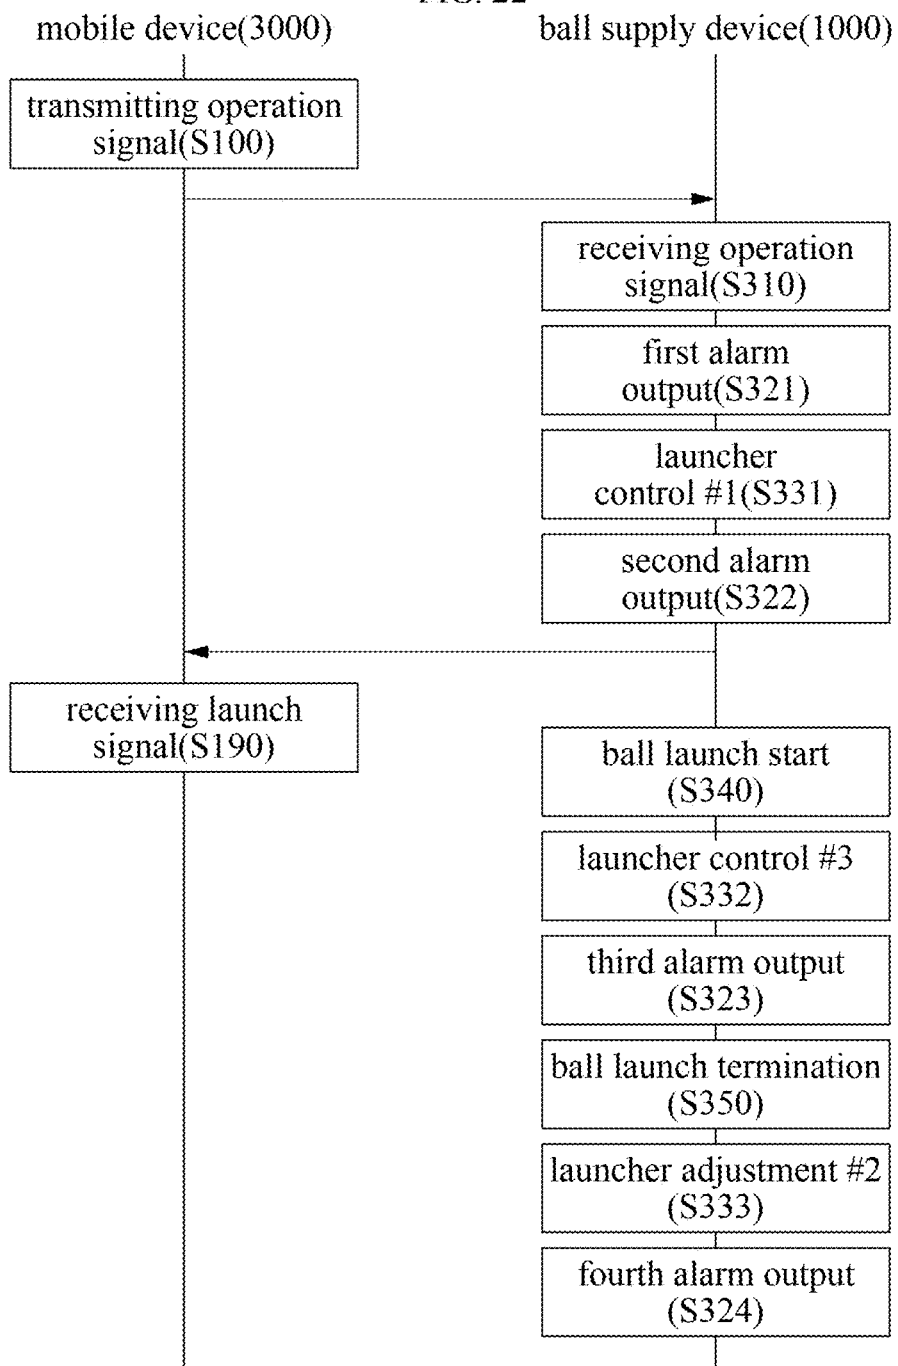 mobile device(3000)
ball supply device(1000)
transmitting operation
signal(S100)
receiving operation
signal(S310)
first alarm
output(S321)
launcher
control #1(S331)
second alarm
output(S322)
receiving launch
signal(S190)
ball launch start
(S340)
launcher control #3
(S332)
third alarm output
(S323)
ball launch termination
(S350)
launcher adjustment #2
(S333)
fourth alarm output
(S324)